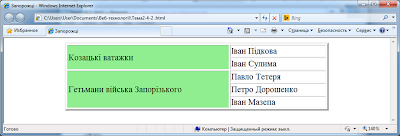 Запорожці - Windows Internet Explorer
C:\Users\User\Documents\Веб-технології\Тема2-4-2 .html
Bing
Избранное
Запорожці
Страница
Безопасность
Сервис
Козацькі ватажки
Іван Підкова
Іван Сулима
Гетьмани війська Запорізького
Павло Тетеря
Петро Дорошенко
Іван Мазепа
Готово
Компьютер | Защищенный режим: выкл.
140%